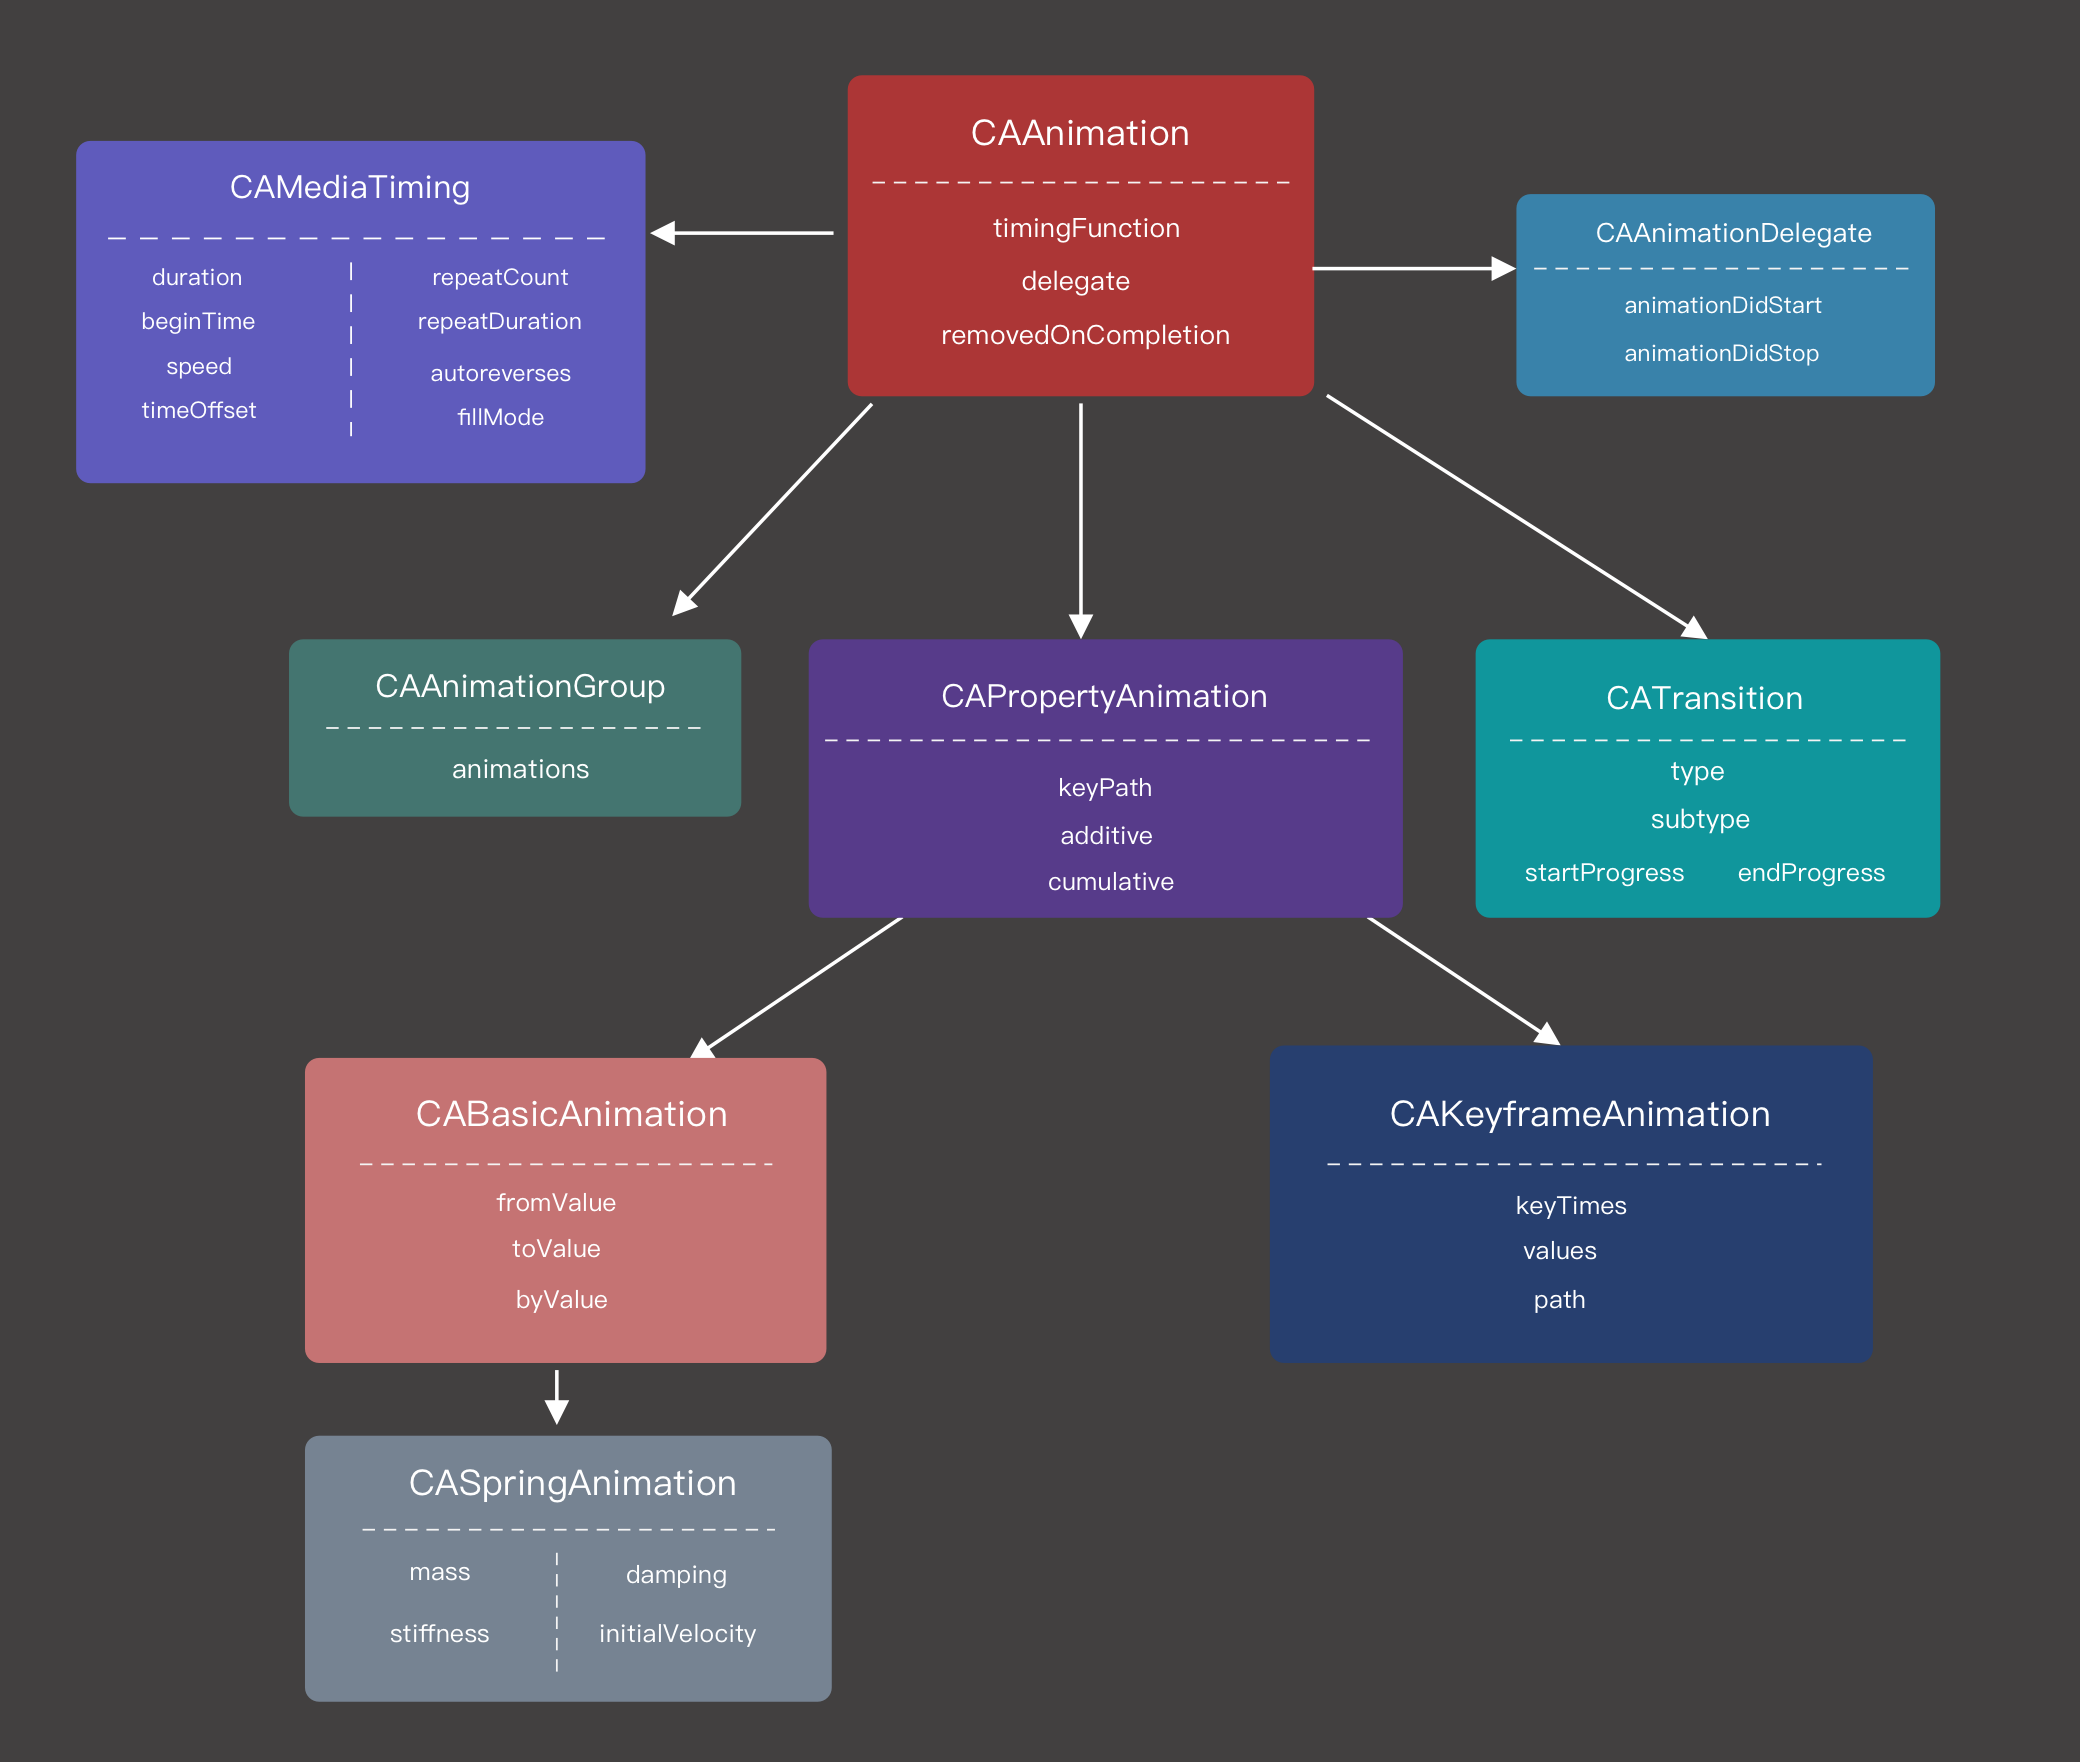 CAAnimation
timingFunction
delegate
removedOnCompletion
CAMediaTiming
duration
beginTime
speed
timeOffset
repeatCount
repeatDuration
autoreverses
fillMode
CAAnimationDelegate
animationDidStart
animationDidStop
CAAnimationGroup
animations
CAPropertyAnimation
keyPath
additive
cumulative
CATransition
type
subtype
startProgress endProgress
CABasicAnimation
fromValue
toValue
byValue
CAKeyframeAnimation
keyTimes
values
path
CASpringAnimation
mass
stiffness
damping
initialVelocity